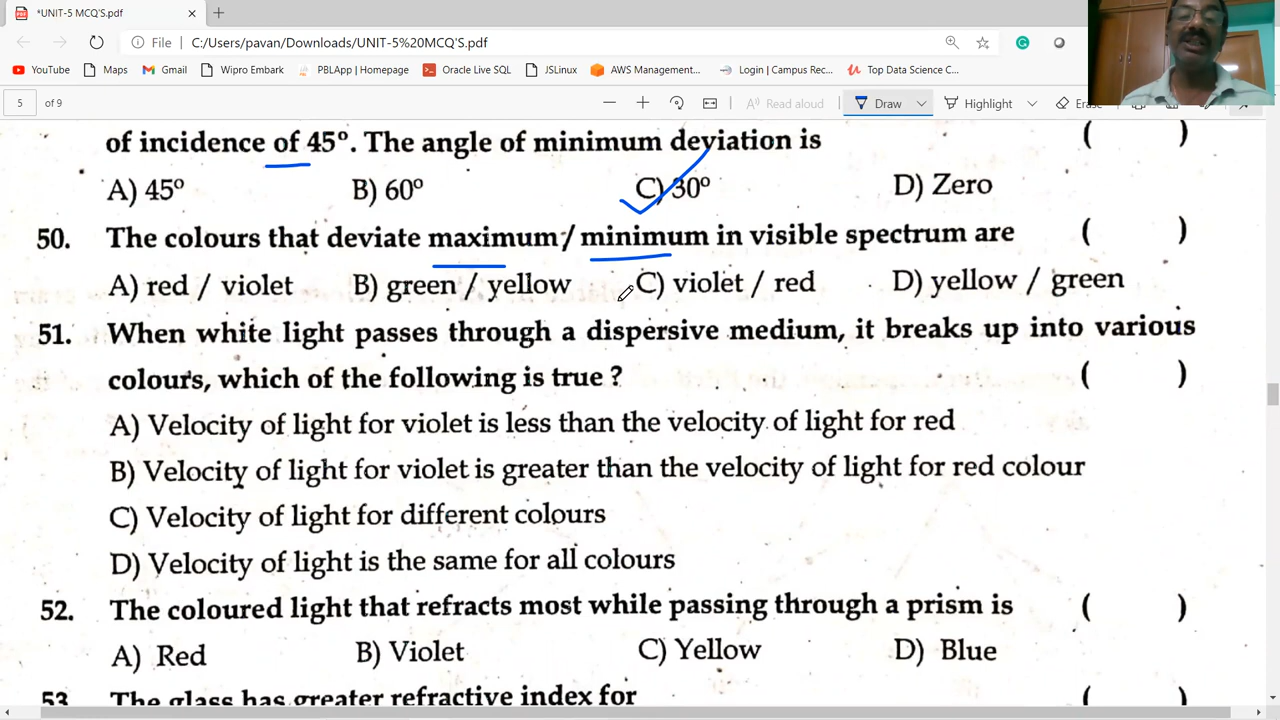 *UNIT-5 MCQ'S.pdf
File C:/Users/pavan/Downloads/UNIT-5%20MCQ'S.pdf
YouTube Maps Gmail Wipro Embark PBLApp | Homepage Oracle Live SQL JSLinux AWS Management... Login | Campus Rec... Top Data Science C...
5 of 9 Read aloud Draw Highlight Erase
of incidence of 45º. The angle of minimum deviation is ( )
A) 45º B) 60º C) 30º D) Zero
50. The colours that deviate maximum/ minimum in visible spectrum are ( )
A) red / violet B) green / yellow C) violet / red D) yellow / green
51. When white light passes through a dispersive medium, it breaks up into various
colours, which of the following is true ? ( )
A) Velocity of light for violet is less than the velocity of light for red
B) Velocity of light for violet is greater than the velocity of light for red colour
C) Velocity of light for different colours
D) Velocity of light is the same for all colours
52. The coloured light that refracts most while passing through a prism is ( )
A) Red B) Violet C) Yellow D) Blue
53. The glass has greater refractive index for ( )